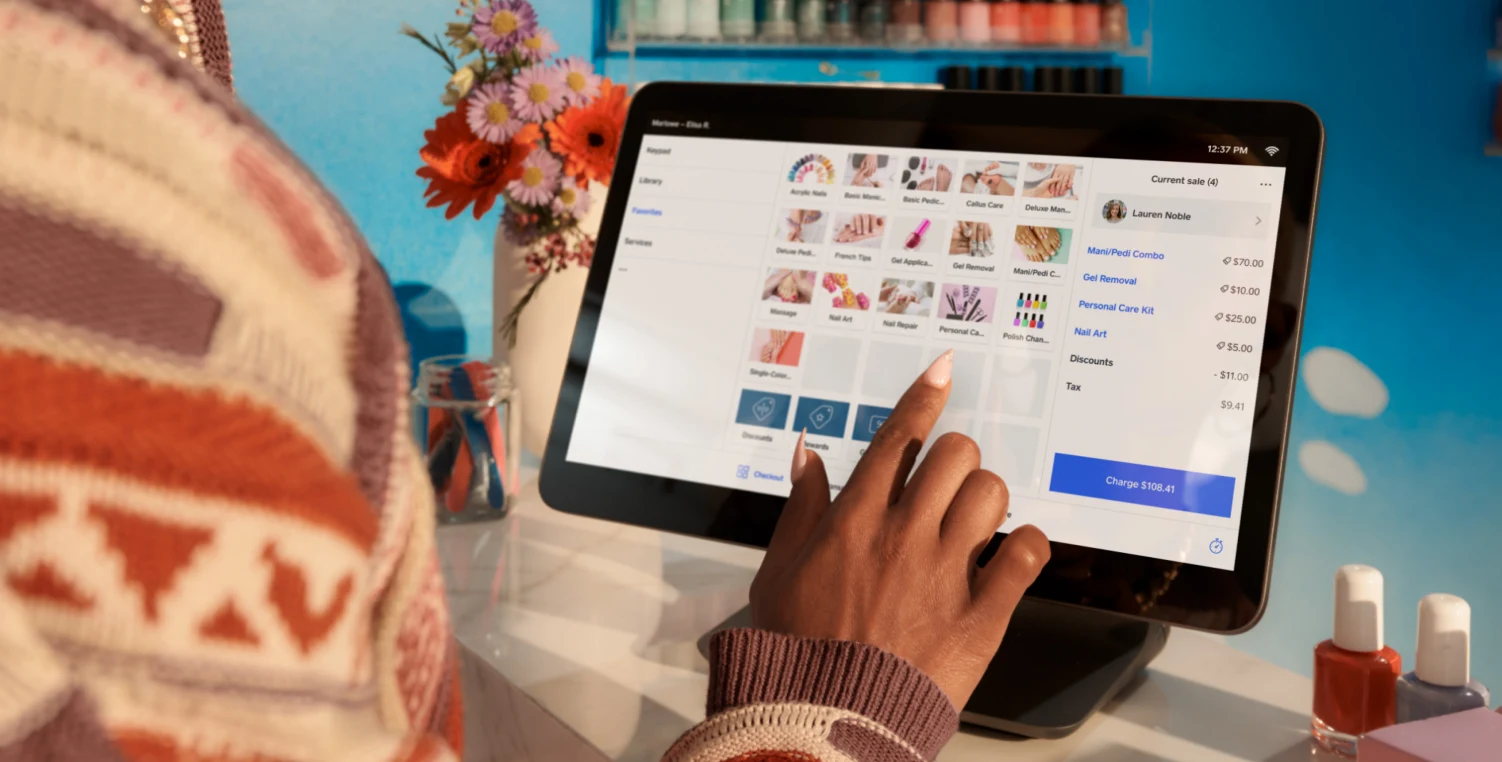 Marlowe – Elisa R.
12:37 PM
Keypad
Library
Favorites
Services
Acrylic Nails
Basic Manic...
Basic Pedic...
Callus Care
Deluxe Man...
Deluxe Pedi...
French Tips
Gel Applica...
Gel Removal
Mani/Pedi C...
Massage
Nail Art
Nail Repair
Personal Ca...
Polish Chan...
Single-Color...
Discounts
Checkout
Current sale (4)
Lauren Noble
Mani/Pedi Combo $70.00
Gel Removal $10.00
Personal Care Kit $25.00
Nail Art $5.00
Discounts - $11.00
Tax $9.41
Charge $108.41